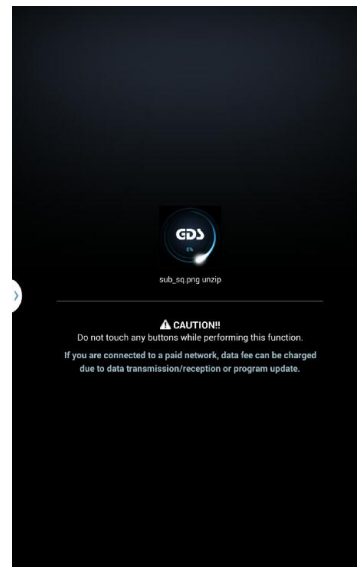 GDS
sub_sq.png unzip
CAUTION!!
Do not touch any buttons while performing this function.
If you are connected to a paid network, data fee can be charged
due to data transmission/reception or program update.